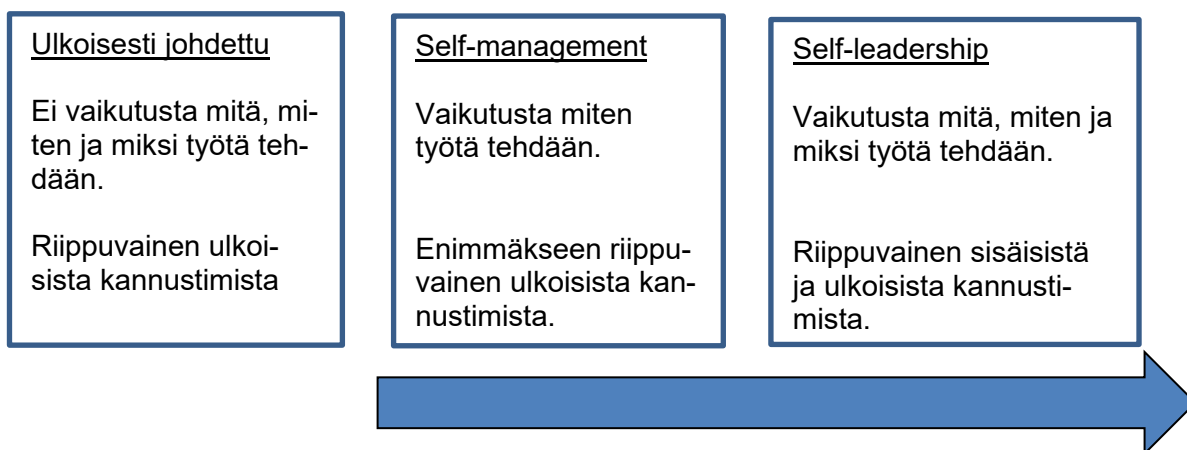 Ulkoisesti johdettu
Ei vaikutusta mitä, mi-
ten ja miksi työtä teh-
dään.
Riippuvainen ulkoi-
sista kannustimista
Self-management
Vaikutusta miten
työtä tehdään.
Enimmäkseen riippu-
vainen ulkoisista kan-
nustimista.
Self-leadership
Vaikutusta mitä, miten ja
miksi työtä tehdään.
Riippuvainen sisäisistä
ja ulkoisista kannusti-
mista.